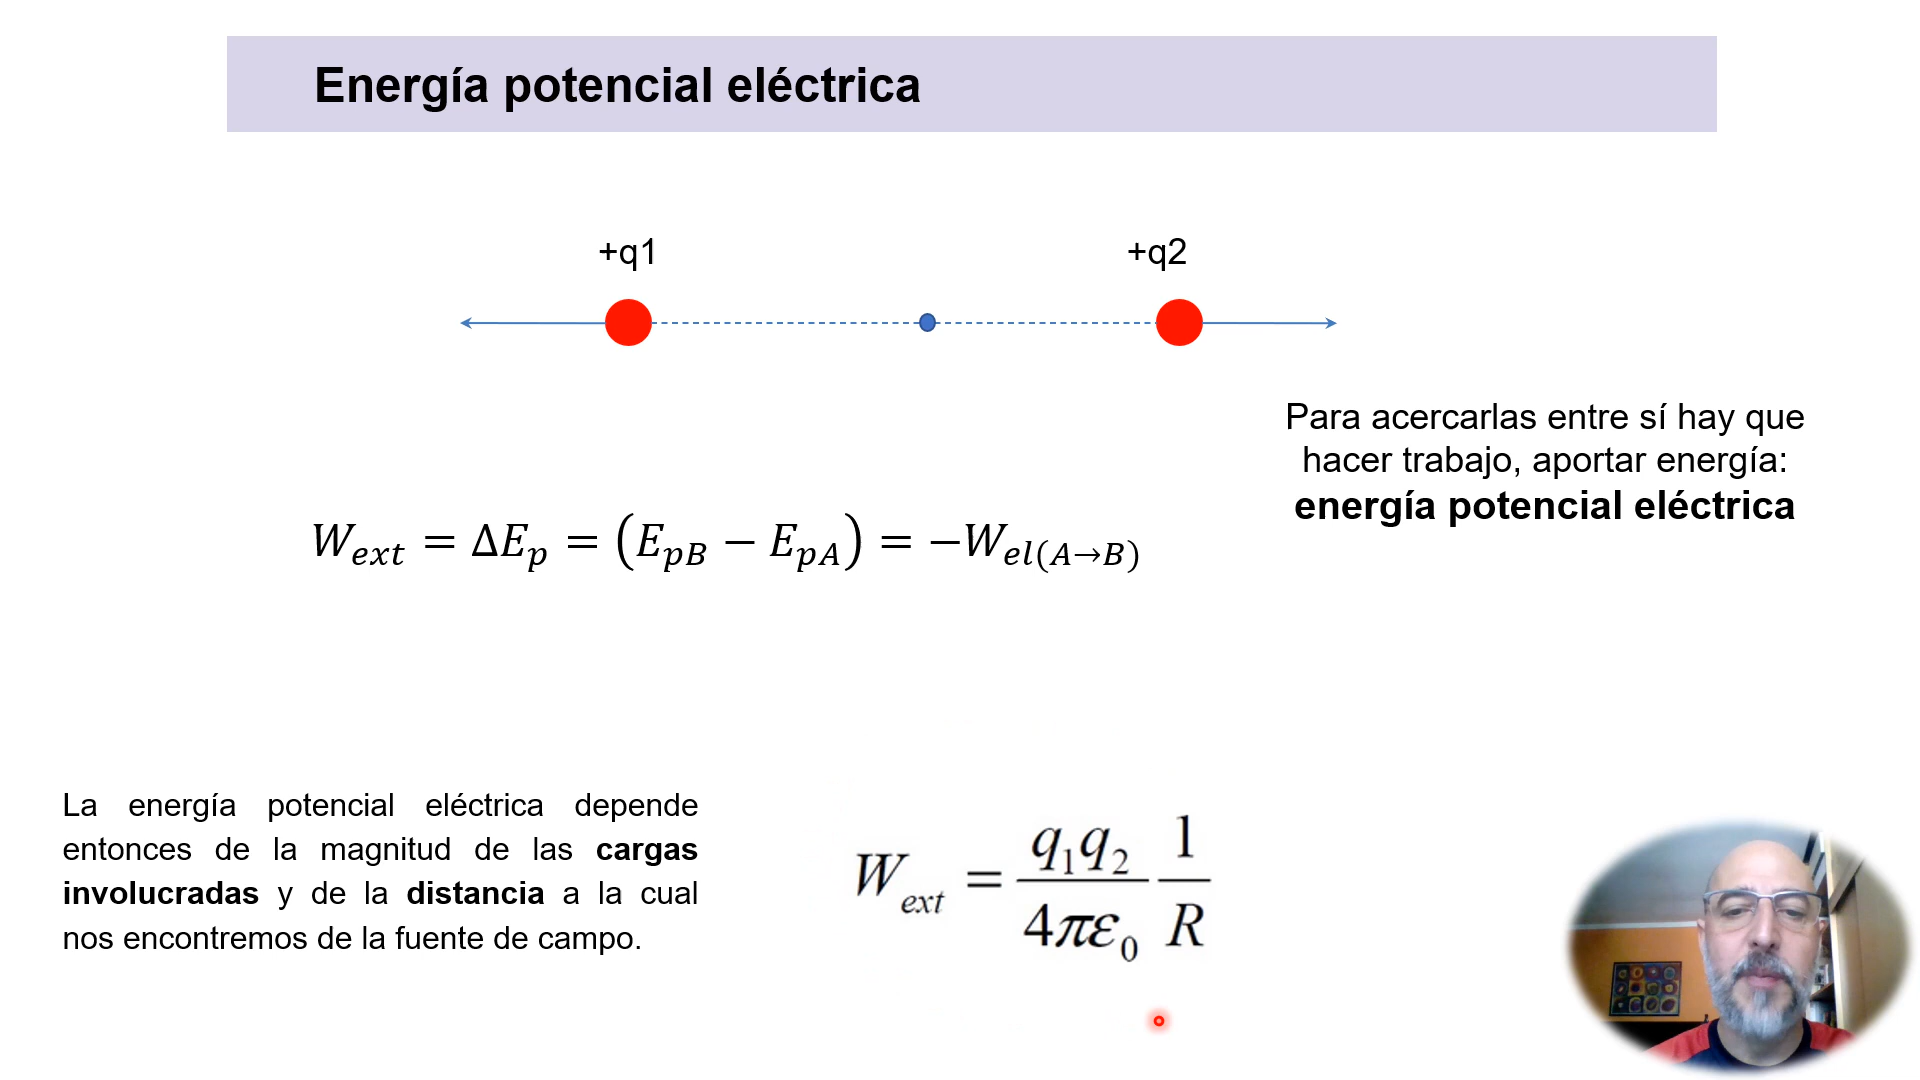 Energía potencial eléctrica
+q1
+q2
Para acercarlas entre sí hay que
hacer trabajo, aportar energía:
energía potencial eléctrica
W_ext = ΔE_p = (E_pB − E_pA) = −W_el(A→B)
La energía potencial eléctrica depende
entonces de la magnitud de las cargas
involucradas y de la distancia a la cual
nos encontremos de la fuente de campo.
W_ext = q_1q_2/4πε_0 1/R